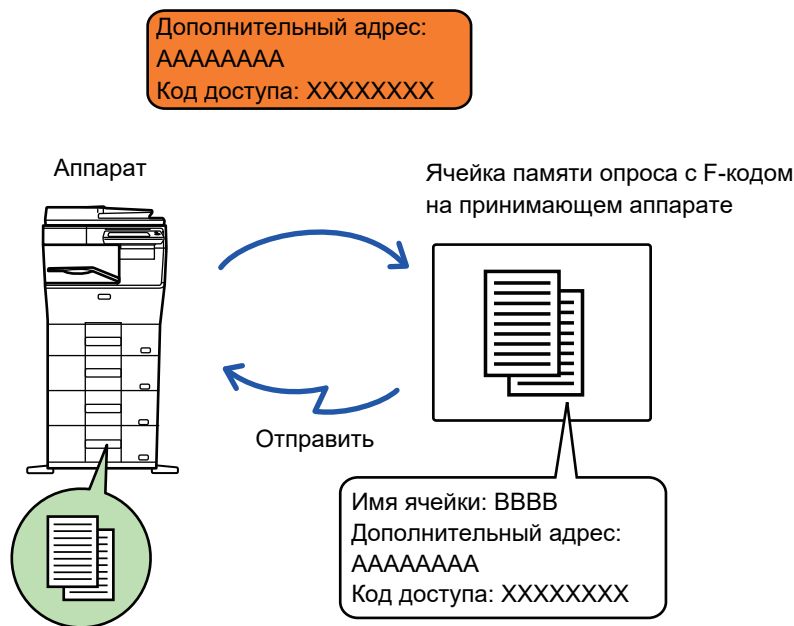 Дополнительный адрес:
AAAAAAAA
Код доступа: XXXXXXXX
Аппарат
Ячейка памяти опроса с F-кодом
на принимающем аппарате
Отправить
Имя ячейки: BBBB
Дополнительный адрес:
AAAAAAAA
Код доступа: XXXXXXXX